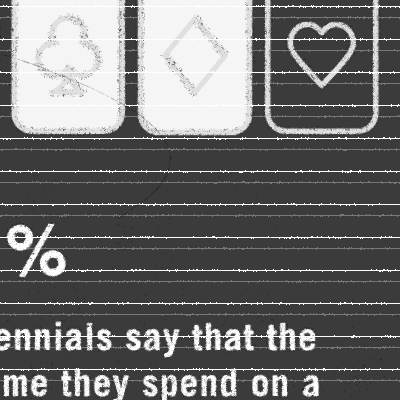 %
ennials say that the
me they spend on a